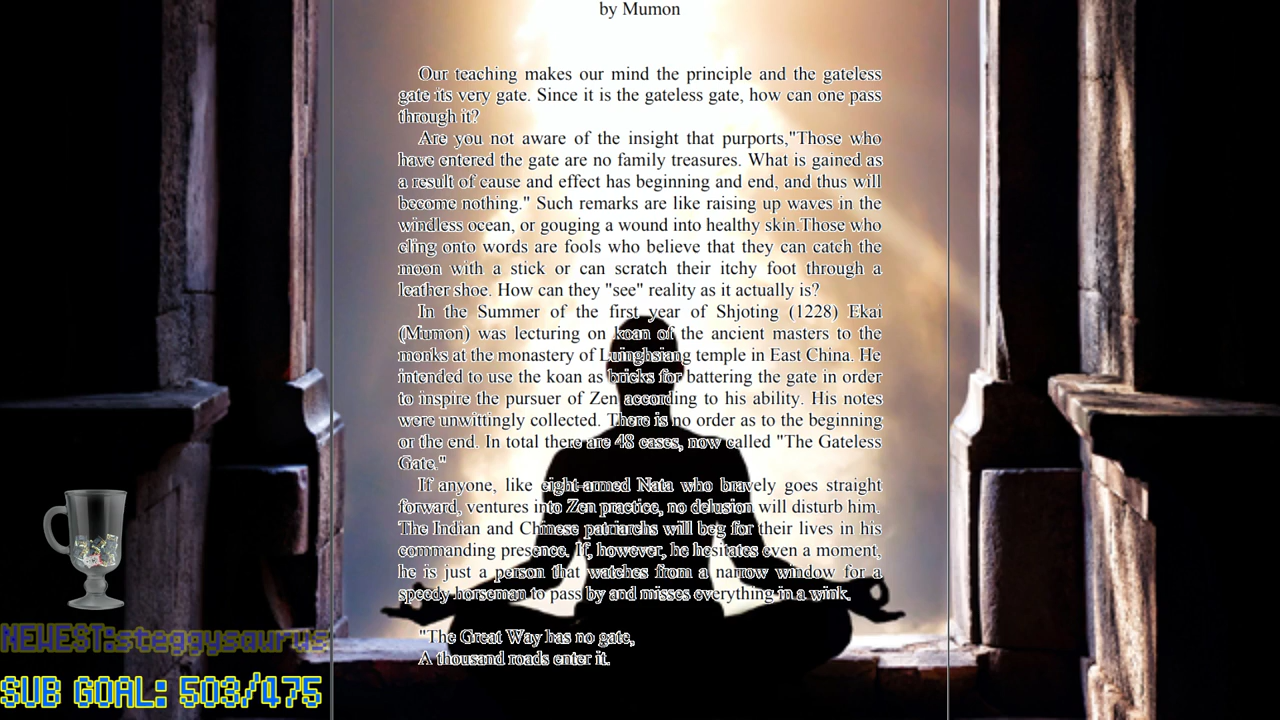 by Mumon
Our teaching makes our mind the principle and the gateless
gate its very gate. Since it is the gateless gate, how can one pass
through it?
Are you not aware of the insight that purports,"Those who
have entered the gate are no family treasures. What is gained as
a result of cause and effect has beginning and end, and thus will
become nothing." Such remarks are like raising up waves in the
windless ocean, or gouging a wound into healthy skin.Those who
cling onto words are fools who believe that they can catch the
moon with a stick or can scratch their itchy foot through a
leather shoe. How can they "see" reality as it actually is?
In the Summer of the first year of Shjoting (1228) Ekai
(Mumon) was lecturing on koan of the ancient masters to the
monks at the monastery of Luinghsiang temple in East China. He
intended to use the koan as bricks for battering the gate in order
to inspire the pursuer of Zen according to his ability. His notes
were unwittingly collected. There is no order as to the beginning
or the end. In total there are 48 cases, now called "The Gateless
Gate."
If anyone, like eight-armed Nata who bravely goes straight
forward, ventures into Zen practice, no delusion will disturb him.
The Indian and Chinese patriarchs will beg for their lives in his
commanding presence. If, however, he hesitates even a moment,
he is just a person that watches from a narrow window for a
speedy horseman to pass by and misses everything in a wink.
"The Great Way has no gate,
A thousand roads enter it.
NEWEST:steggysaurus
SUB GOAL: 503/475